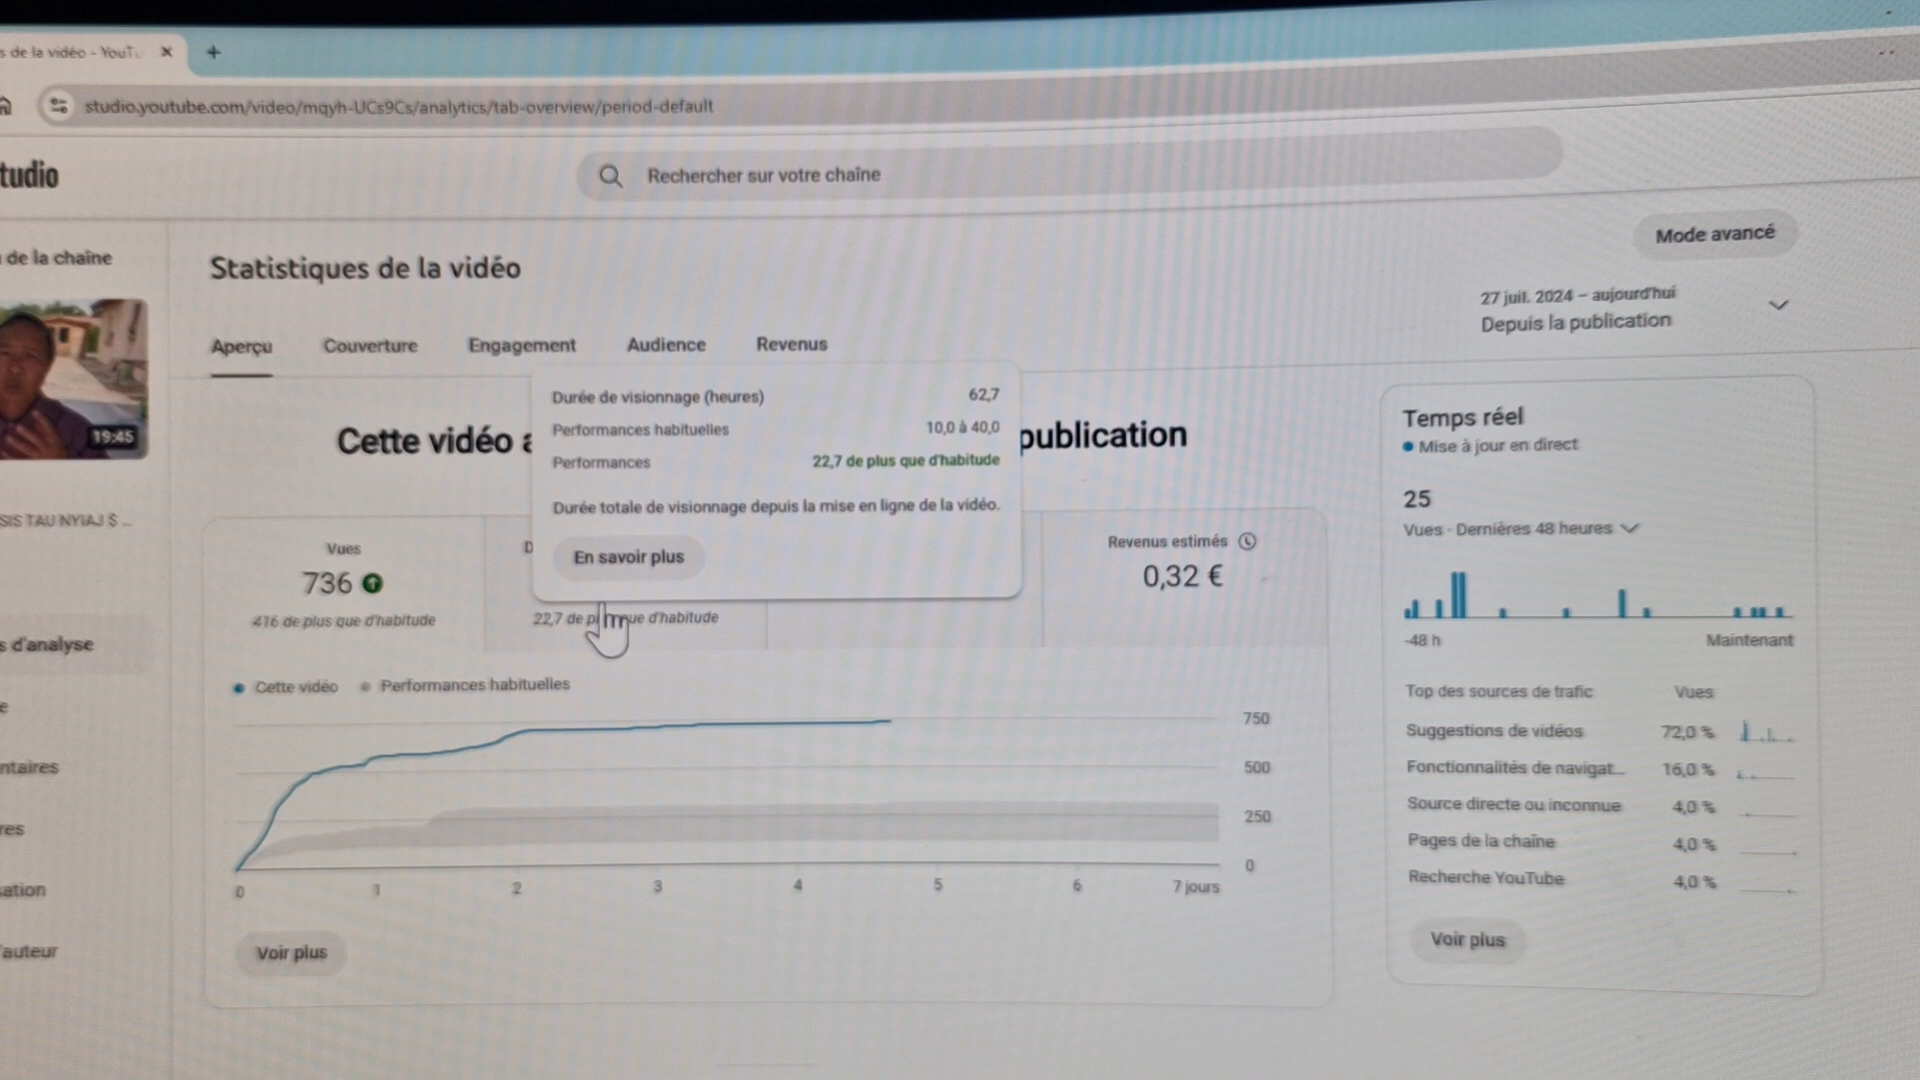 s de la vidéo - YouTu
studio.youtube.com/video/mqyh-UCs9Cs/analytics/tab-overview/period-default
tudio
Rechercher sur votre chaîne
de la chaîne
Statistiques de la vidéo
Mode avancé
27 juil. 2024 – aujourd'hui
Depuis la publication
Aperçu
Couverture
Engagement
Audience
Revenus
19:45
SIS TAU NYIAJ $ ...
s d'analyse
e
ntaires
res
sation
auteur
Cette vidéo a
publication
Durée de visionnage (heures)
62,7
Performances habituelles
10,0 à 40,0
Performances
22,7 de plus que d'habitude
Durée totale de visionnage depuis la mise en ligne de la vidéo.
En savoir plus
Vues
736
416 de plus que d'habitude
D
22,7 de pl que d'habitude
Revenus estimés
0,32 €
Cette vidéo
Performances habituelles
750
500
250
0
0
1
2
3
4
5
6
7 jours
Voir plus
Temps réel
Mise à jour en direct
25
Vues · Dernières 48 heures
-48 h
Maintenant
Top des sources de trafic
Vues
Suggestions de vidéos
72,0 %
Fonctionnalités de navigat...
16,0 %
Source directe ou inconnue
4,0 %
Pages de la chaîne
4,0 %
Recherche YouTube
4,0 %
Voir plus